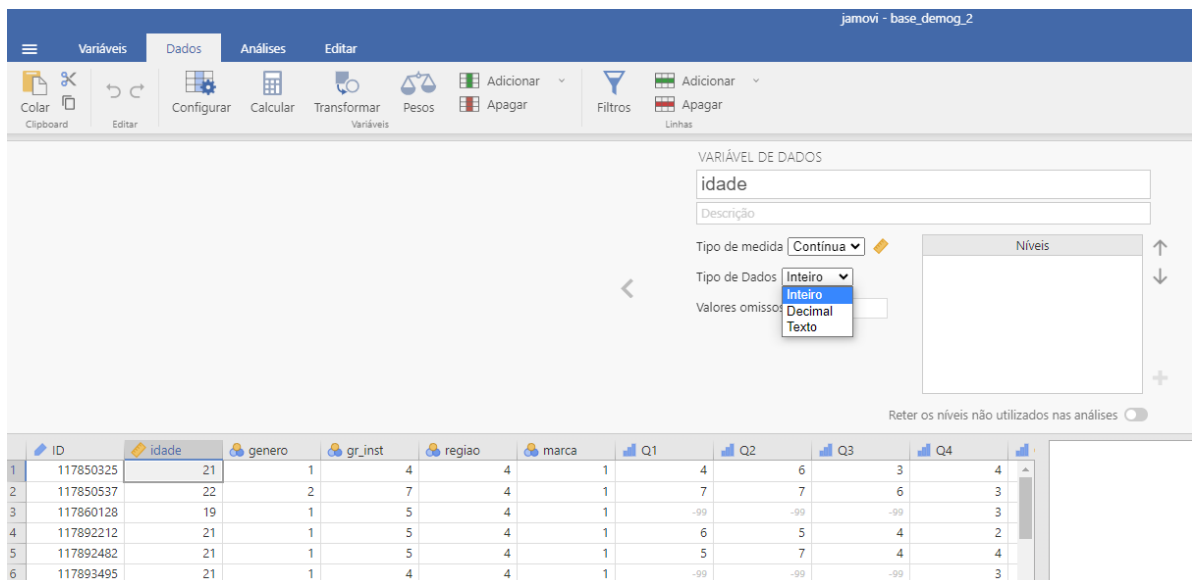 jamovi - base_demog_2
Variáveis Dados Análises Editar
Colar Configurar Calcular Transformar Pesos Adicionar Apagar Filtros Adicionar Apagar
Clipboard Editar Variáveis Linhas
VARIÁVEL DE DADOS
idade
Descrição
Tipo de medida Contínua Níveis
Tipo de Dados Inteiro
Inteiro
Valores omissos Decimal
Texto
Reter os níveis não utilizados nas análises
ID idade genero gr_inst regiao marca Q1 Q2 Q3 Q4
1 117850325 21 1 4 4 1 4 6 3 4
2 117850537 22 2 7 4 1 7 7 6 3
3 117860128 19 1 5 4 1 -99 -99 -99 3
4 117892212 21 1 5 4 1 6 5 4 2
5 117892482 21 1 5 4 1 5 7 4 4
6 117893495 21 1 4 4 1 -99 -99 -99 3